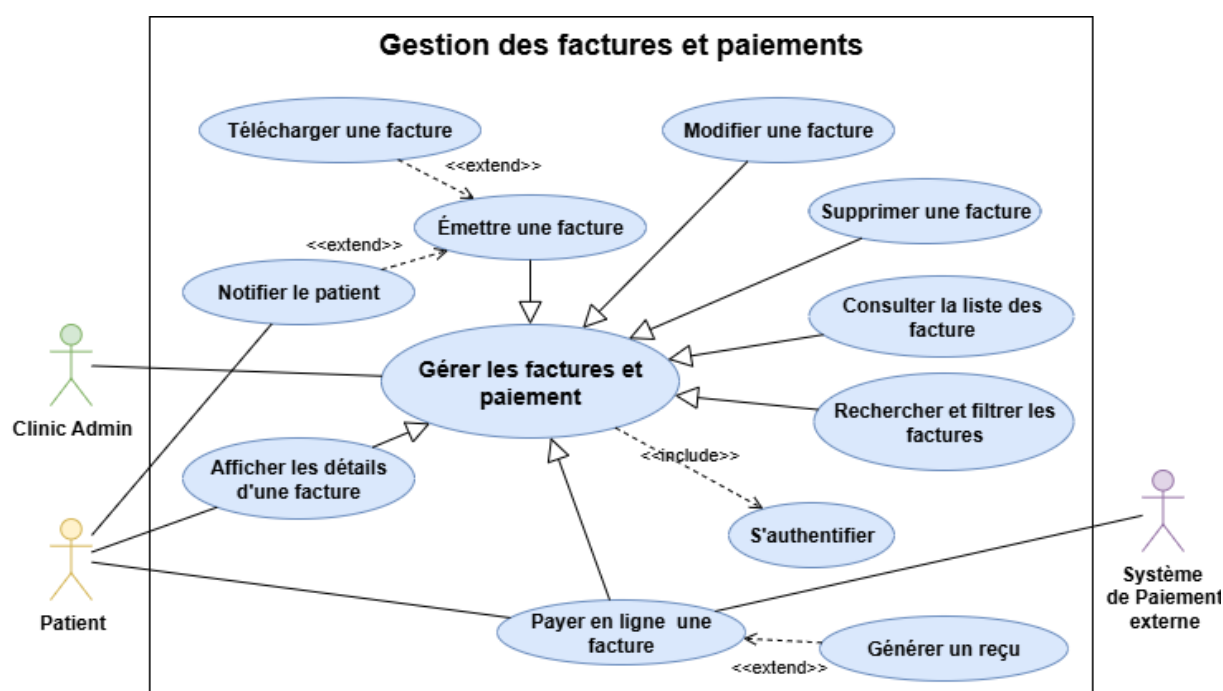 Gestion des factures et paiements
Télécharger une facture
Modifier une facture
<<extend>>
Supprimer une facture
Émettre une facture
<<extend>>
Notifier le patient
Consulter la liste des
facture
Gérer les factures et
paiement
Clinic Admin
Rechercher et filtrer les
factures
<<include>>
Afficher les détails
d'une facture
S'authentifier
Système
de Paiement
externe
Patient
Payer en ligne une
facture
Générer un reçu
<<extend>>